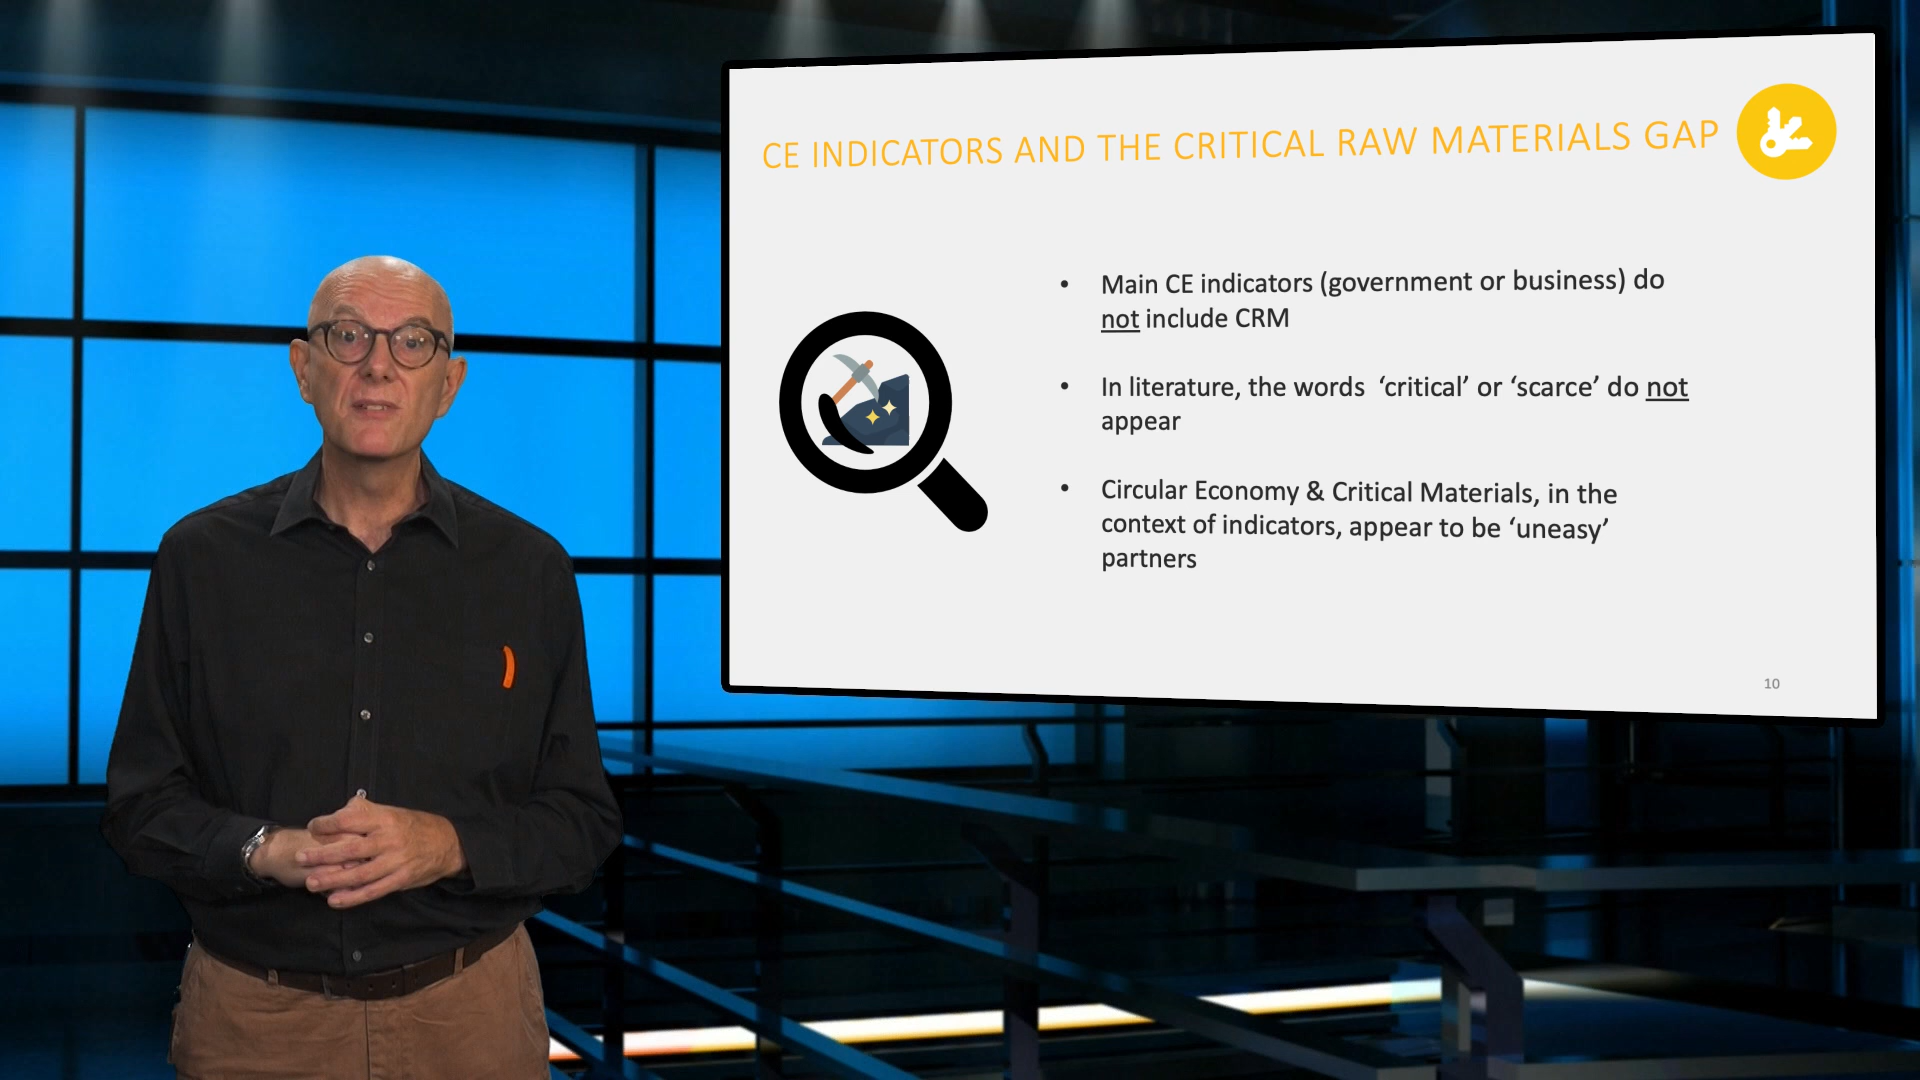 CE INDICATORS AND THE CRITICAL RAW MATERIALS GAP
• Main CE indicators (government or business) do
not include CRM
• In literature, the words ‘critical’ or ‘scarce’ do not
appear
• Circular Economy & Critical Materials, in the
context of indicators, appear to be ‘uneasy’
partners
10